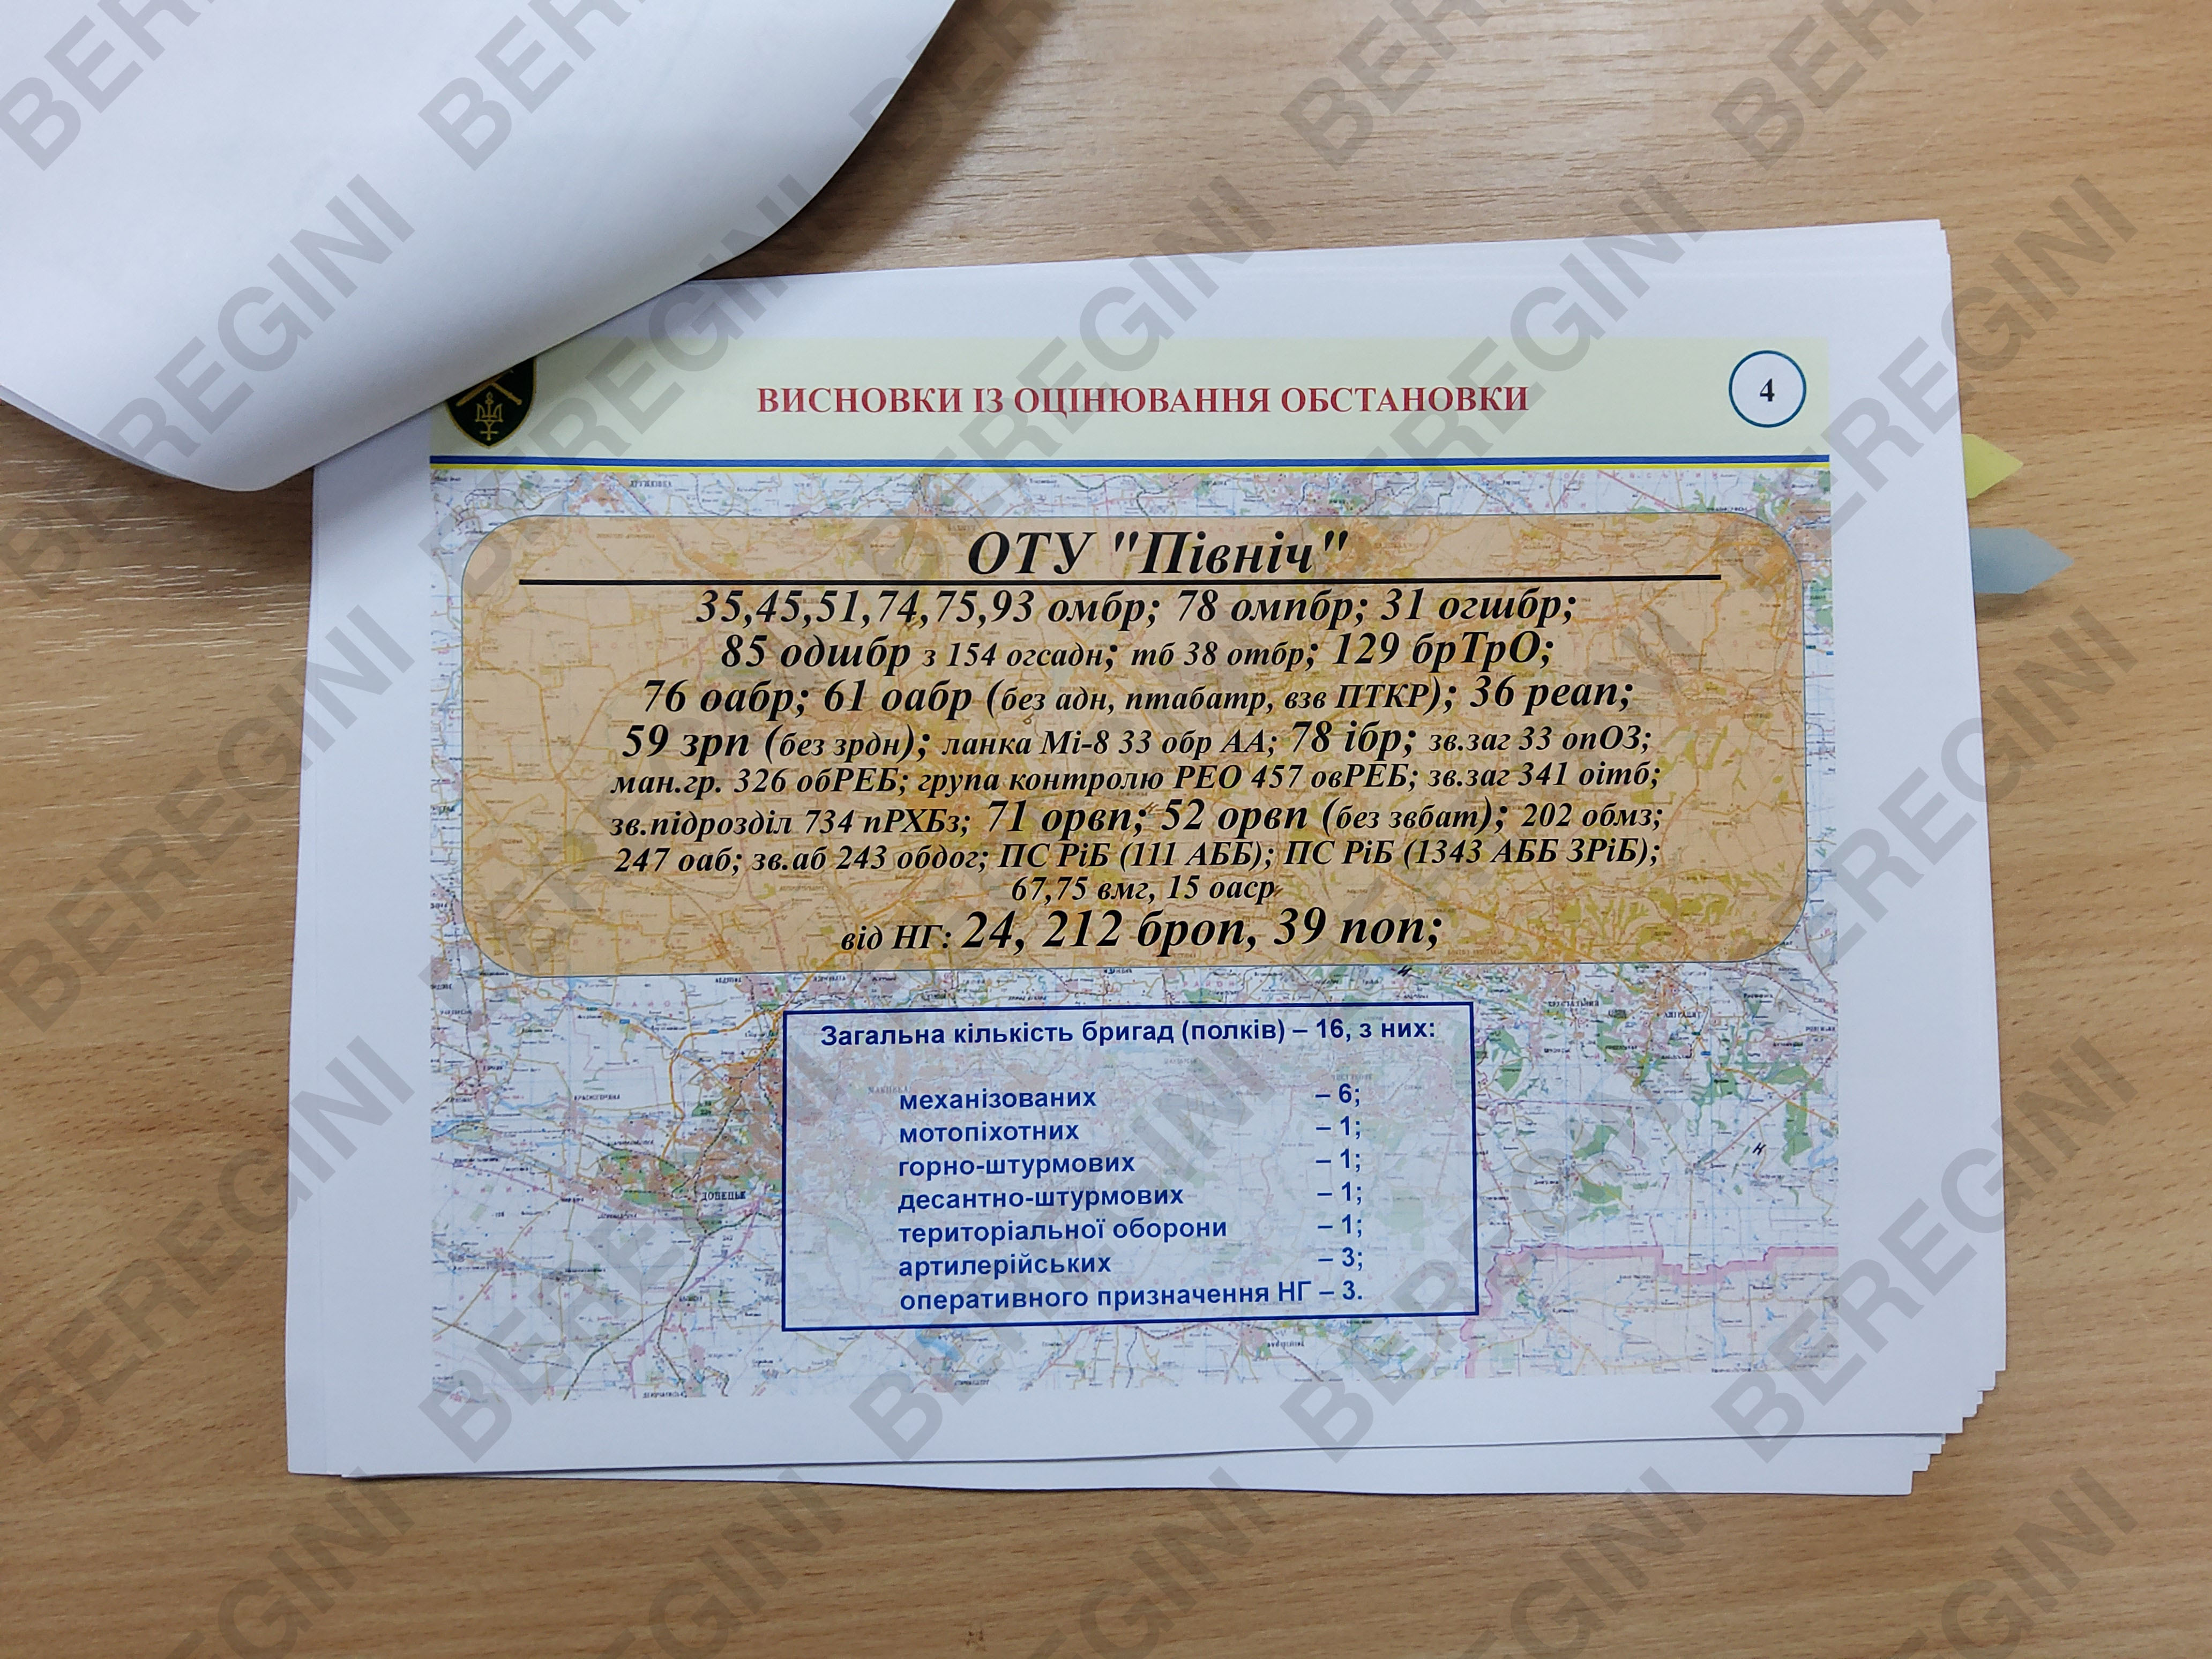 ВИСНОВКИ ІЗ ОЦІНЮВАННЯ ОБСТАНОВКИ
4
ОТУ "Північ"
35,45,51,74,75,93 омбр; 78 омпбр; 31 огшбр;
85 одшбр з 154 огсадн; тб 38 отбр; 129 брТрО;
76 оабр; 61 оабр (без адн, птабатр, взв ПТКР); 36 реап;
59 зрп (без зрдн); ланка Мі-8 33 обр АА; 78 ібр; зв.заг 33 опОЗ;
ман.гр. 326 обРЕБ; група контролю РЕО 457 овРЕБ; зв.заг 341 оітб;
зв.підрозділ 734 пРХБз; 71 орвп; 52 орвп (без звбат); 202 обмз;
247 оаб; зв.аб 243 обдог; ПС РіБ (111 АББ); ПС РіБ (1343 АББ ЗРіБ);
67,75 вмг, 15 оаср
від НГ: 24, 212 броп, 39 поп;
Загальна кількість бригад (полків) – 16, з них:
механізованих – 6;
мотопіхотних – 1;
горно-штурмових – 1;
десантно-штурмових – 1;
територіальної оборони – 1;
артилерійських – 3;
оперативного призначення НГ – 3.
ДОНЕЦЬК
BEREGINI